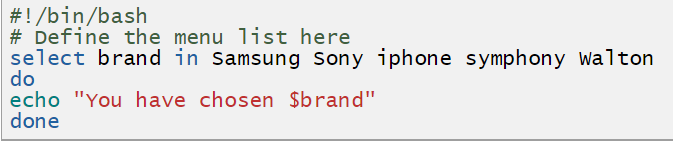 #!/bin/bash
# Define the menu list here
select brand in Samsung Sony iphone symphony Walton
do
echo "You have chosen $brand"
done